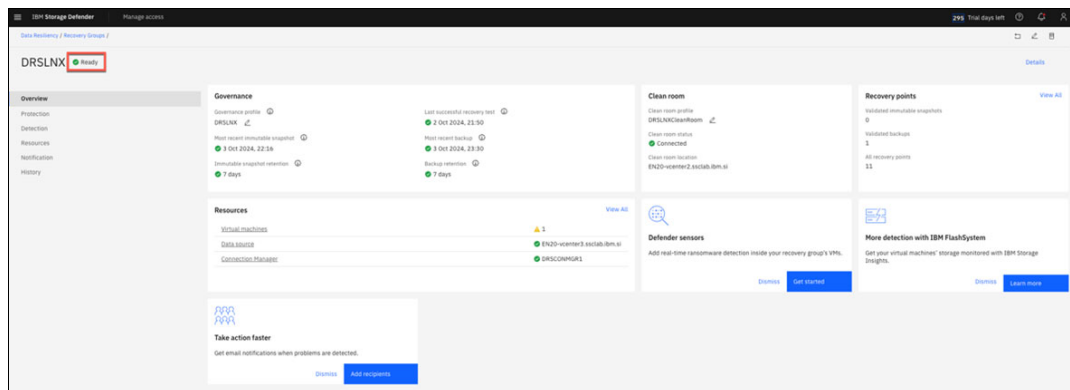 IBM Storage Defender
Manage access
295 Trial days left
Data Resiliency / Recovery Groups /
DRSLNX
Ready
Details
Overview
Protection
Detection
Resources
Notification
History
Governance
Governance profile
DRSLNX
Last successful recovery test
2 Oct 2024, 21:50
Most recent immutable snapshot
3 Oct 2024, 22:16
Most recent backup
3 Oct 2024, 23:30
Immutable snapshot retention
7 days
Backup retention
7 days
Clean room
Clean room profile
DRSLNXCleanRoom
Clean room status
Connected
Clean room location
EN20-vcenter2.ssclab.ibm.si
Recovery points
View All
Validated immutable snapshots
0
Validated backups
1
All recovery points
11
Resources
View All
Virtual machines
1
Data source
EN20-vcenter3.ssclab.ibm.si
Connection Manager
DRSCONMGR1
Defender sensors
Add real-time ransomware detection inside your recovery group's VMs.
Dismiss
Get started
More detection with IBM FlashSystem
Get your virtual machines' storage monitored with IBM Storage
Insights.
Dismiss
Learn more
Take action faster
Get email notifications when problems are detected.
Dismiss
Add recipients